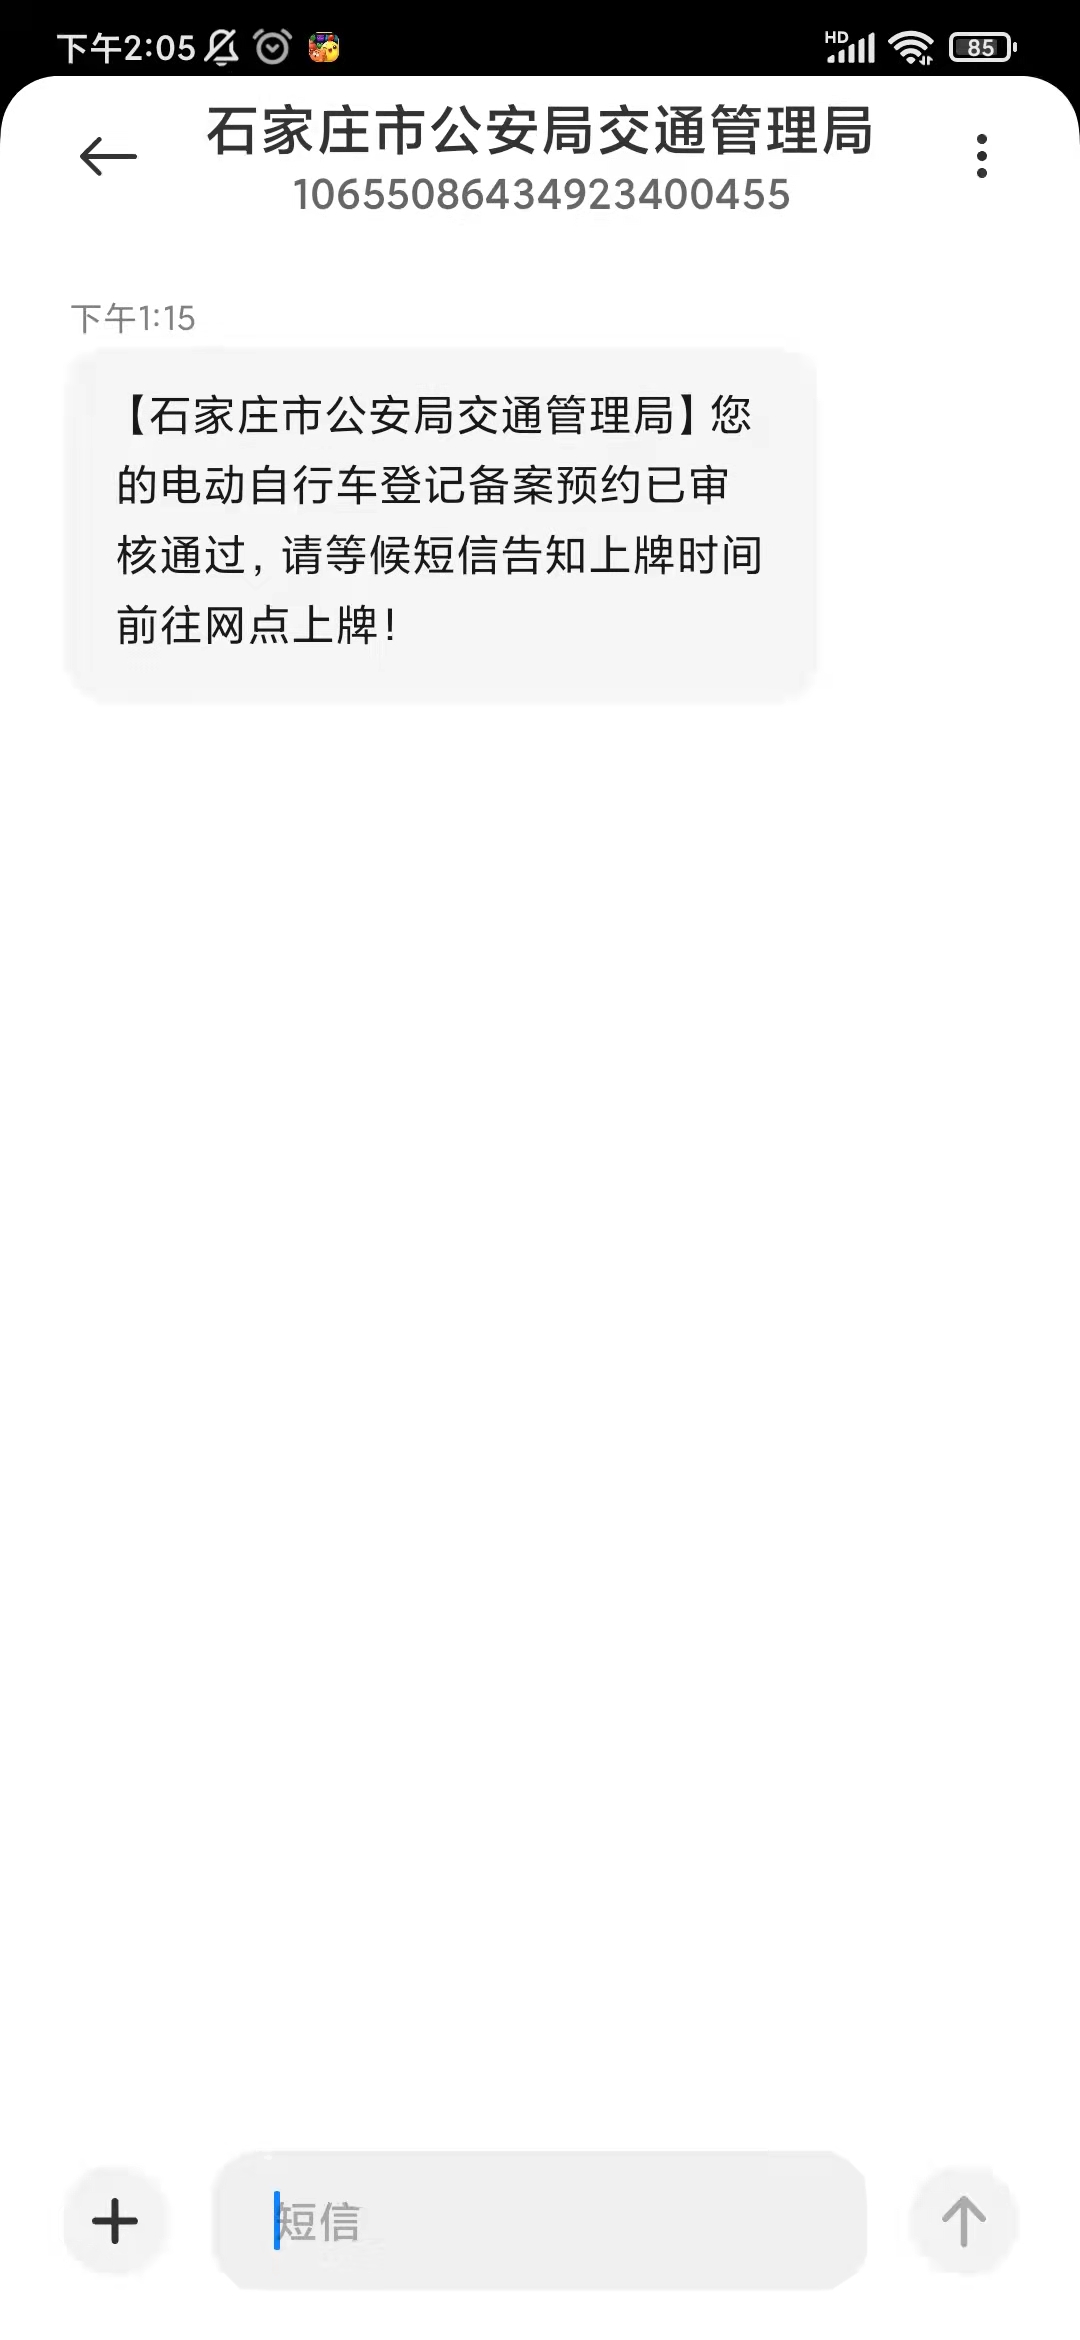 下午2:05
HD
85
石家庄市公安局交通管理局
10655086434923400455
下午1:15
【石家庄市公安局交通管理局】您
的电动自行车登记备案预约已审
核通过,请等候短信告知上牌时间
前往网点上牌!
短信